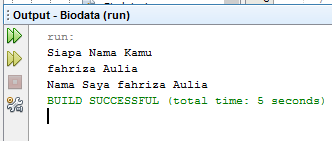 Output - Biodata (run)
run:
Siapa Nama Kamu
fahriza Aulia
Nama Saya fahriza Aulia
BUILD SUCCESSFUL (total time: 5 seconds)